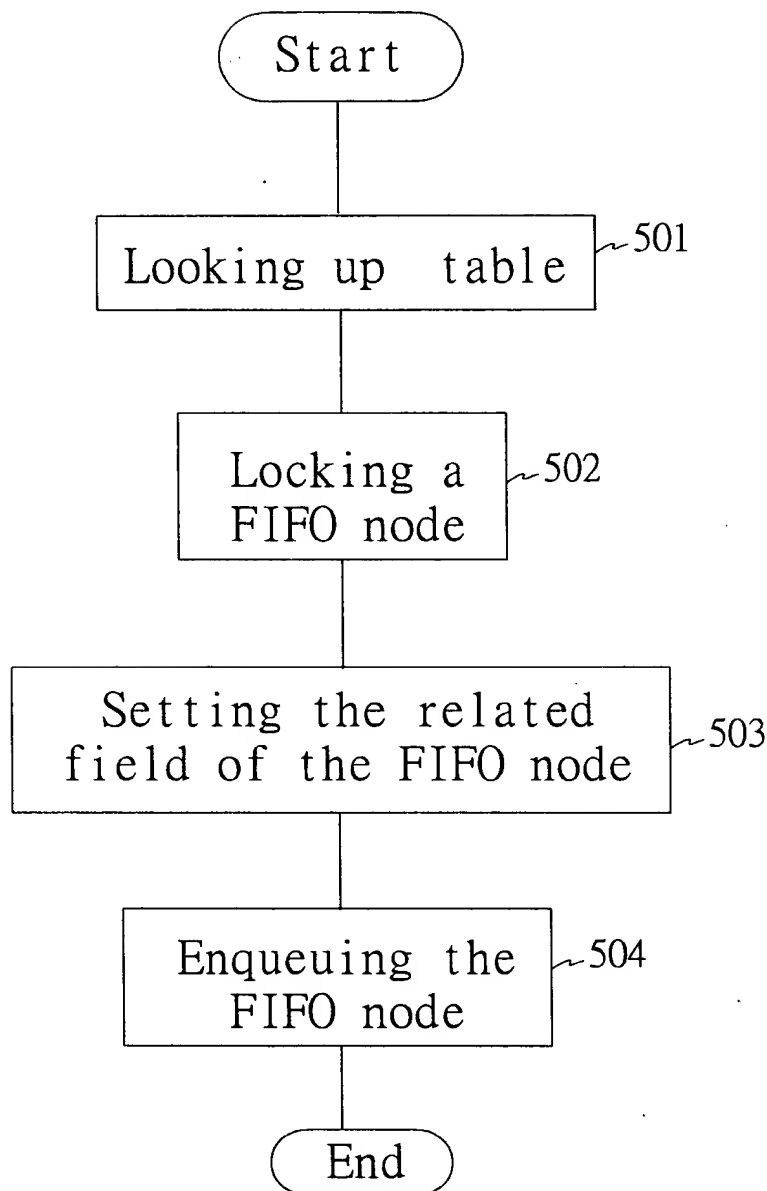 Start
Looking up table
501
Locking a
FIFO node
502
Setting the related
field of the FIFO node
503
Enqueuing the
FIFO node
504
End